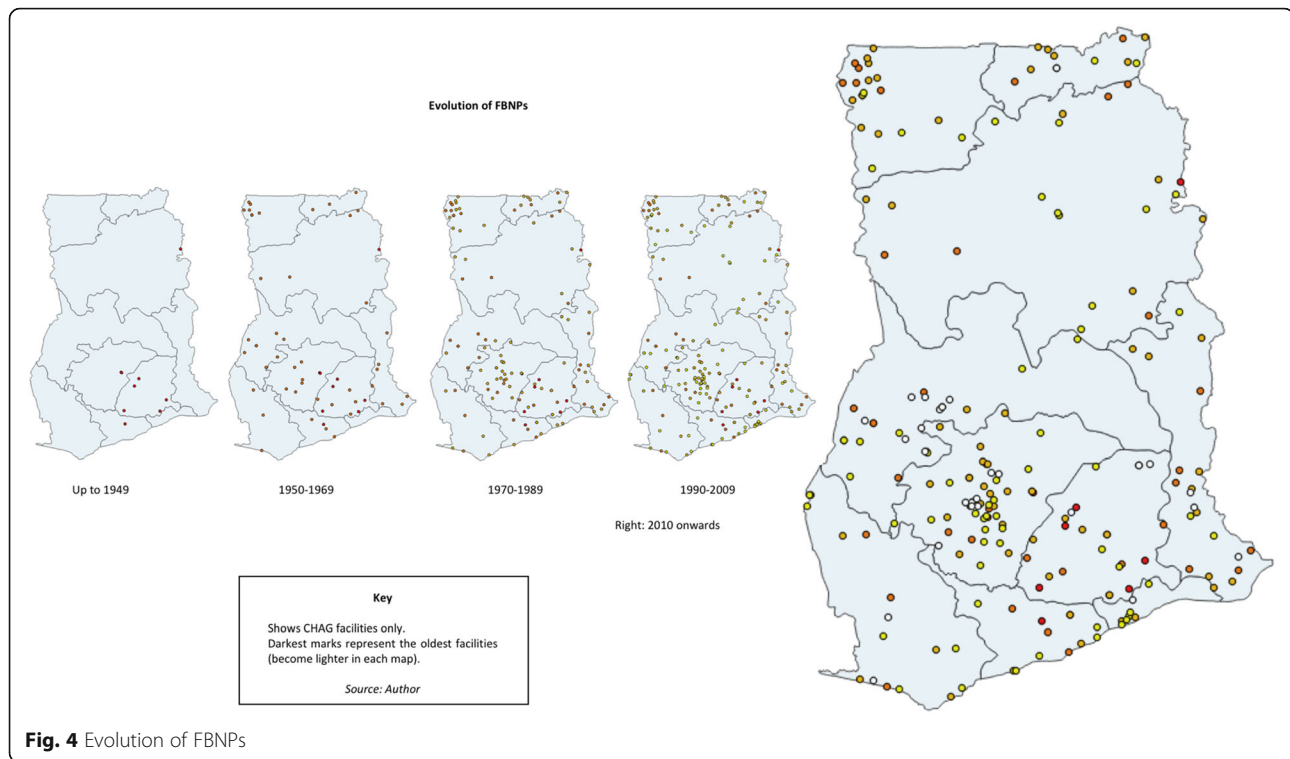 Evolution of FBNPs
Up to 1949
1950-1969
1970-1989
1990-2009
Right: 2010 onwards
Key
Shows CHAG facilities only.
Darkest marks represent the oldest facilities
(become lighter in each map).
Source: Author
Fig. 4 Evolution of FBNPs